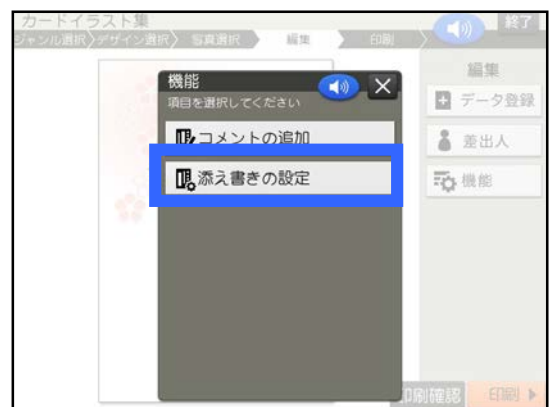 カードイラスト集
終了
ジャンル選択〉デザイン選択〉写真選択〉編集〉印刷〉
編集
機能
項目を選択してください
データ登録
コメントの追加
差出人
添え書きの設定
機能
印刷確認
印刷